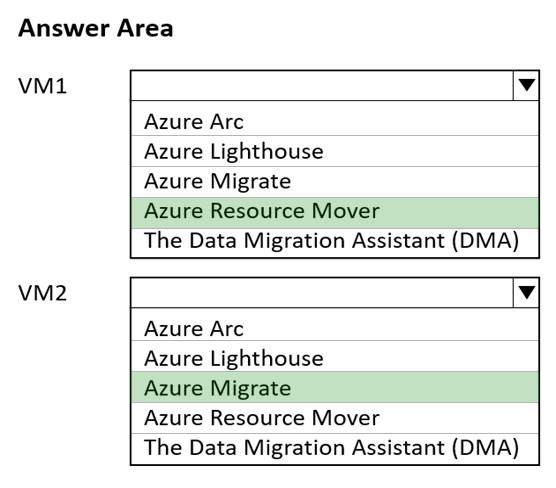 Answer Area
VM1
Azure Arc
Azure Lighthouse
Azure Migrate
Azure Resource Mover
The Data Migration Assistant (DMA)
VM2
Azure Arc
Azure Lighthouse
Azure Migrate
Azure Resource Mover
The Data Migration Assistant (DMA)